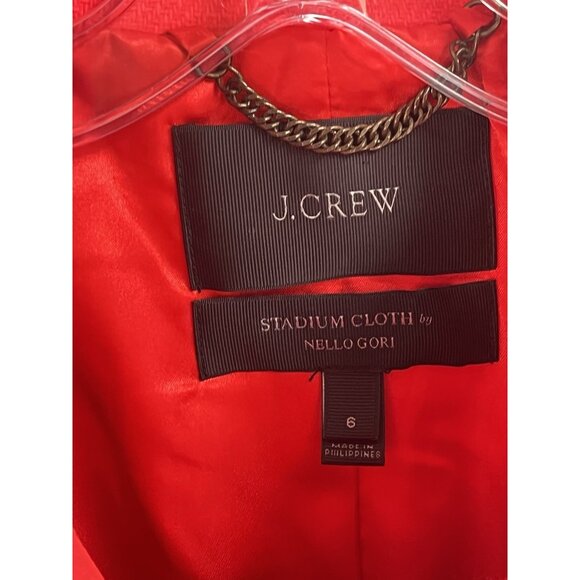 J.CREW
STADIUM CLOTH by
NELLO GORI
6
MADE IN
PHILIPPINES